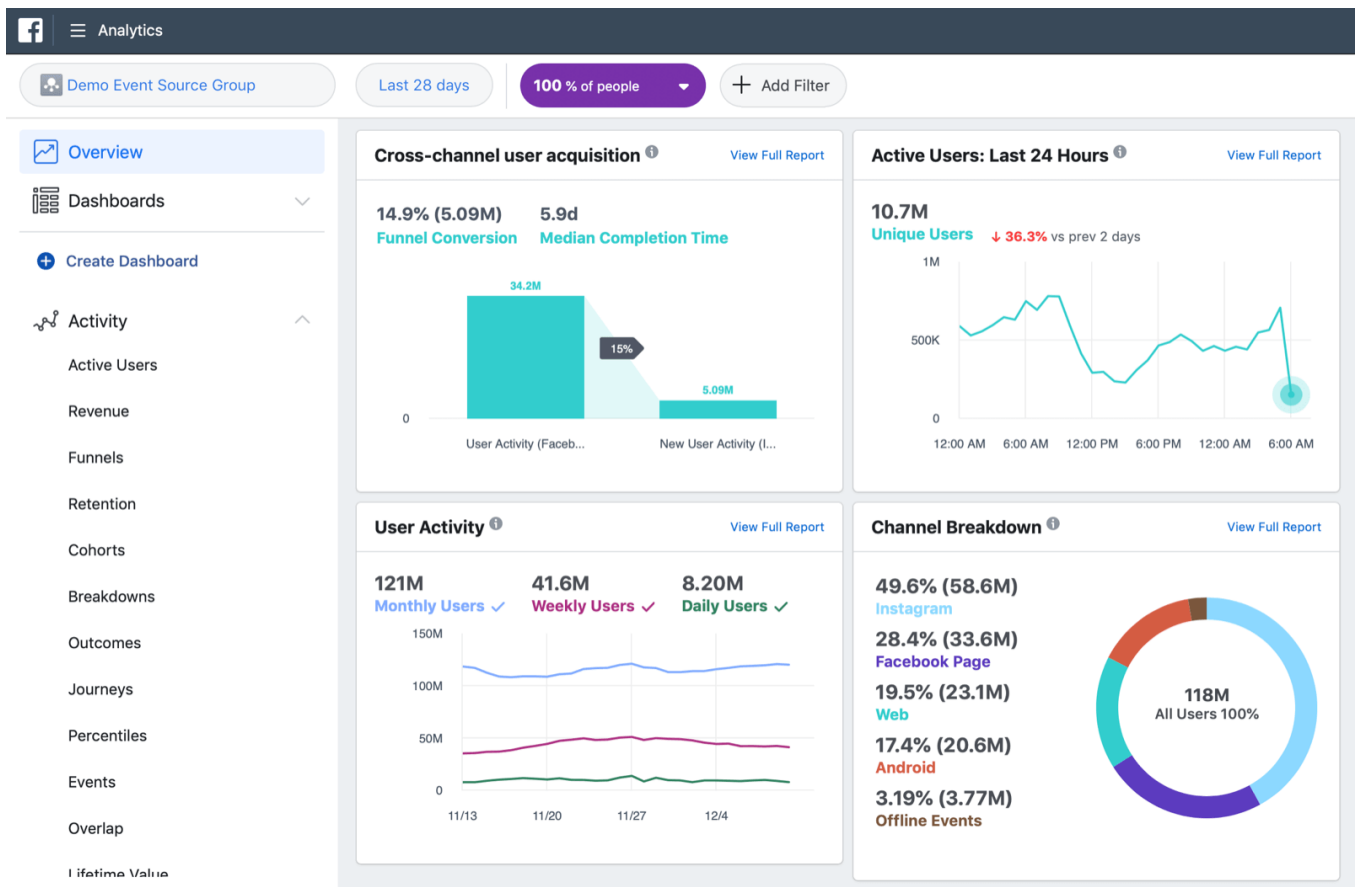 Analytics
Demo Event Source Group
Last 28 days
100 % of people
Add Filter
Overview
Dashboards
Create Dashboard
Activity
Active Users
Revenue
Funnels
Retention
Cohorts
Breakdowns
Outcomes
Journeys
Percentiles
Events
Overlap
Lifetime Value
Cross-channel user acquisition
View Full Report
14.9% (5.09M) 5.9d
Funnel Conversion Median Completion Time
34.2M
15%
5.09M
0
User Activity (Faceb... New User Activity (I...
Active Users: Last 24 Hours
View Full Report
10.7M
Unique Users ↓ 36.3% vs prev 2 days
1M
500K
0
12:00 AM 6:00 AM 12:00 PM 6:00 PM 12:00 AM 6:00 AM
User Activity
View Full Report
121M 41.6M 8.20M
Monthly Users Weekly Users Daily Users
150M
100M
50M
0
11/13 11/20 11/27 12/4
Channel Breakdown
View Full Report
49.6% (58.6M)
Instagram
28.4% (33.6M)
Facebook Page
19.5% (23.1M)
Web
17.4% (20.6M)
Android
3.19% (3.77M)
Offline Events
118M
All Users 100%